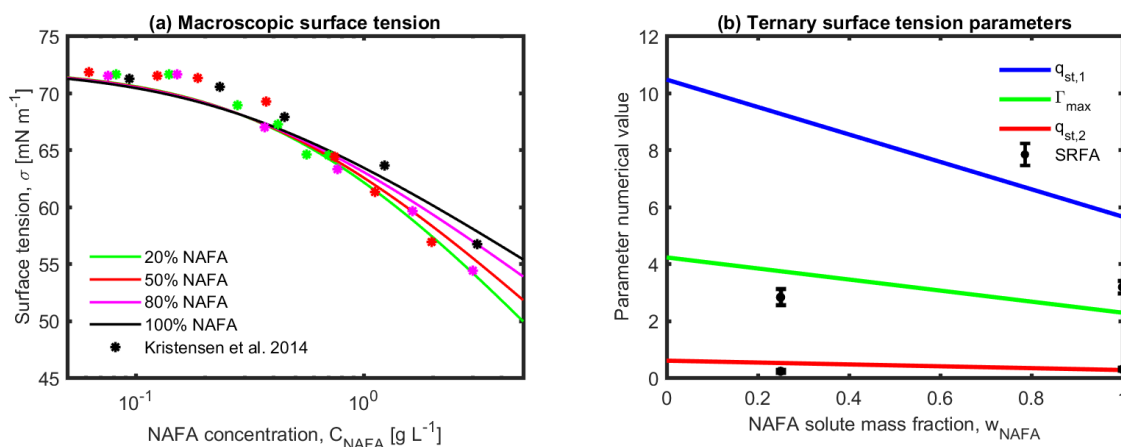 (a) Macroscopic surface tension
75
70
65
60
55
50
45
Surface tension, σ [mN m⁻¹]
20% NAFA
50% NAFA
80% NAFA
100% NAFA
Kristensen et al. 2014
10⁻¹
10⁰
NAFA concentration, C_NAFA [g L⁻¹]
(b) Ternary surface tension parameters
12
10
8
6
4
2
0
Parameter numerical value
q_st,1
Γ_max
q_st,2
SRFA
0
0.2
0.4
0.6
0.8
1
NAFA solute mass fraction, w_NAFA